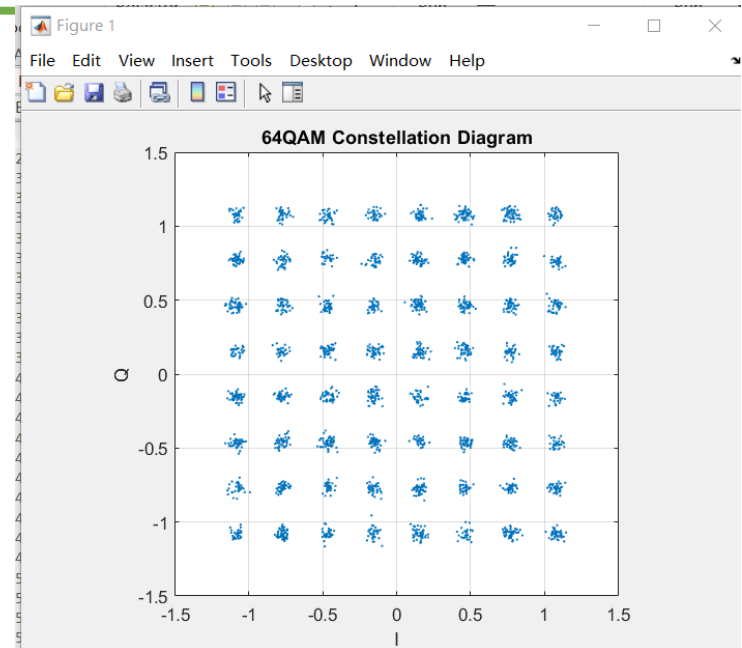 Figure 1
File Edit View Insert Tools Desktop Window Help
64QAM Constellation Diagram
1.5
1
0.5
0
-0.5
-1
-1.5
Q
-1.5 -1 -0.5 0 0.5 1 1.5
I